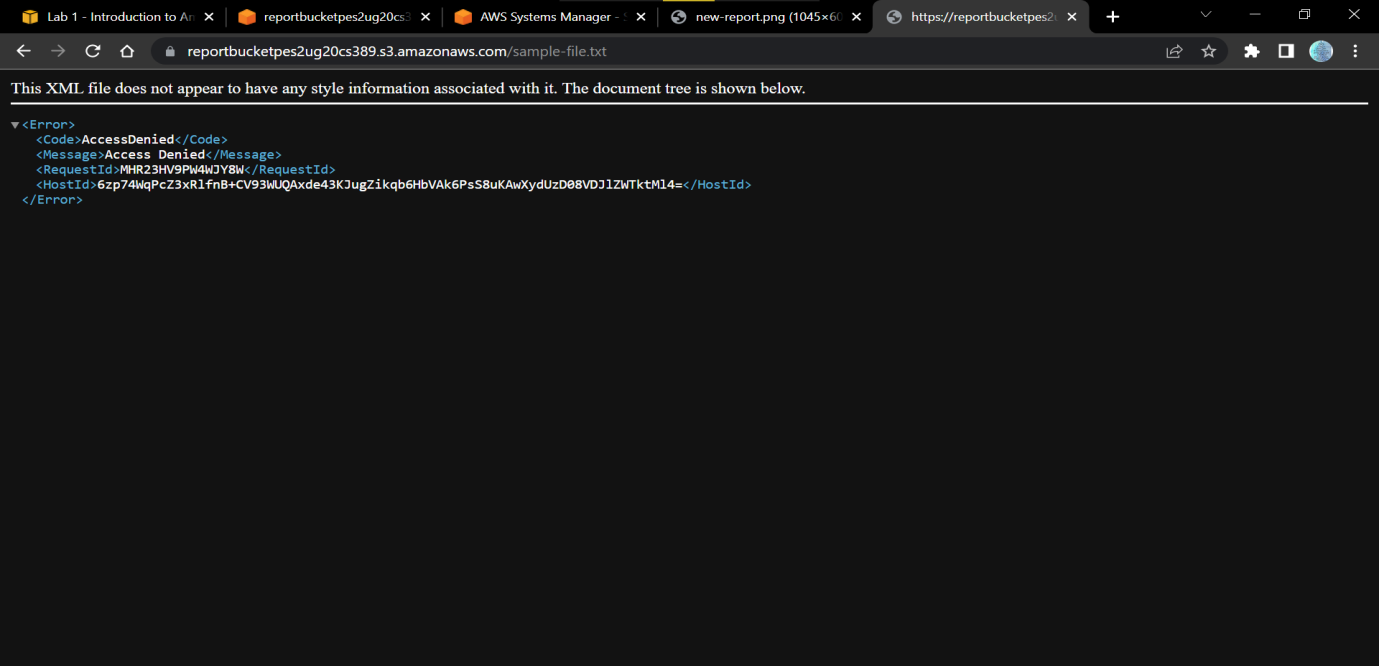 Lab 1 - Introduction to An
reportbucketpes2ug20cs3
AWS Systems Manager - S
new-report.png (1045×60
https://reportbucketpes2u
reportbucketpes2ug20cs389.s3.amazonaws.com/sample-file.txt
This XML file does not appear to have any style information associated with it. The document tree is shown below.
<Error>
<Code>AccessDenied</Code>
<Message>Access Denied</Message>
<RequestId>MHR23HV9PW4WJY8W</RequestId>
<HostId>6zp74WqPcZ3xRlfnB+CV93WUQAxde43KJugZikqb6HbVAk6PsS8uKAwXydUzD08VDJlZWTktMl4=</HostId>
</Error>